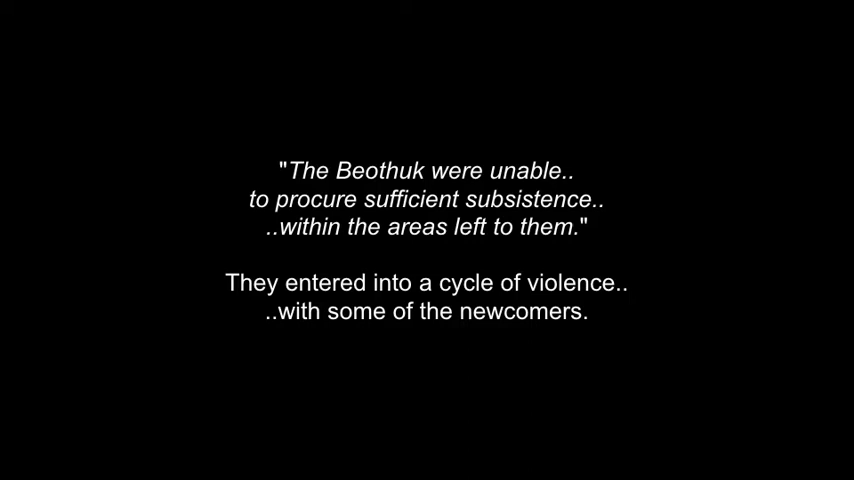 "The Beothuk were unable..
to procure sufficient subsistence..
..within the areas left to them."
They entered into a cycle of violence..
..with some of the newcomers.